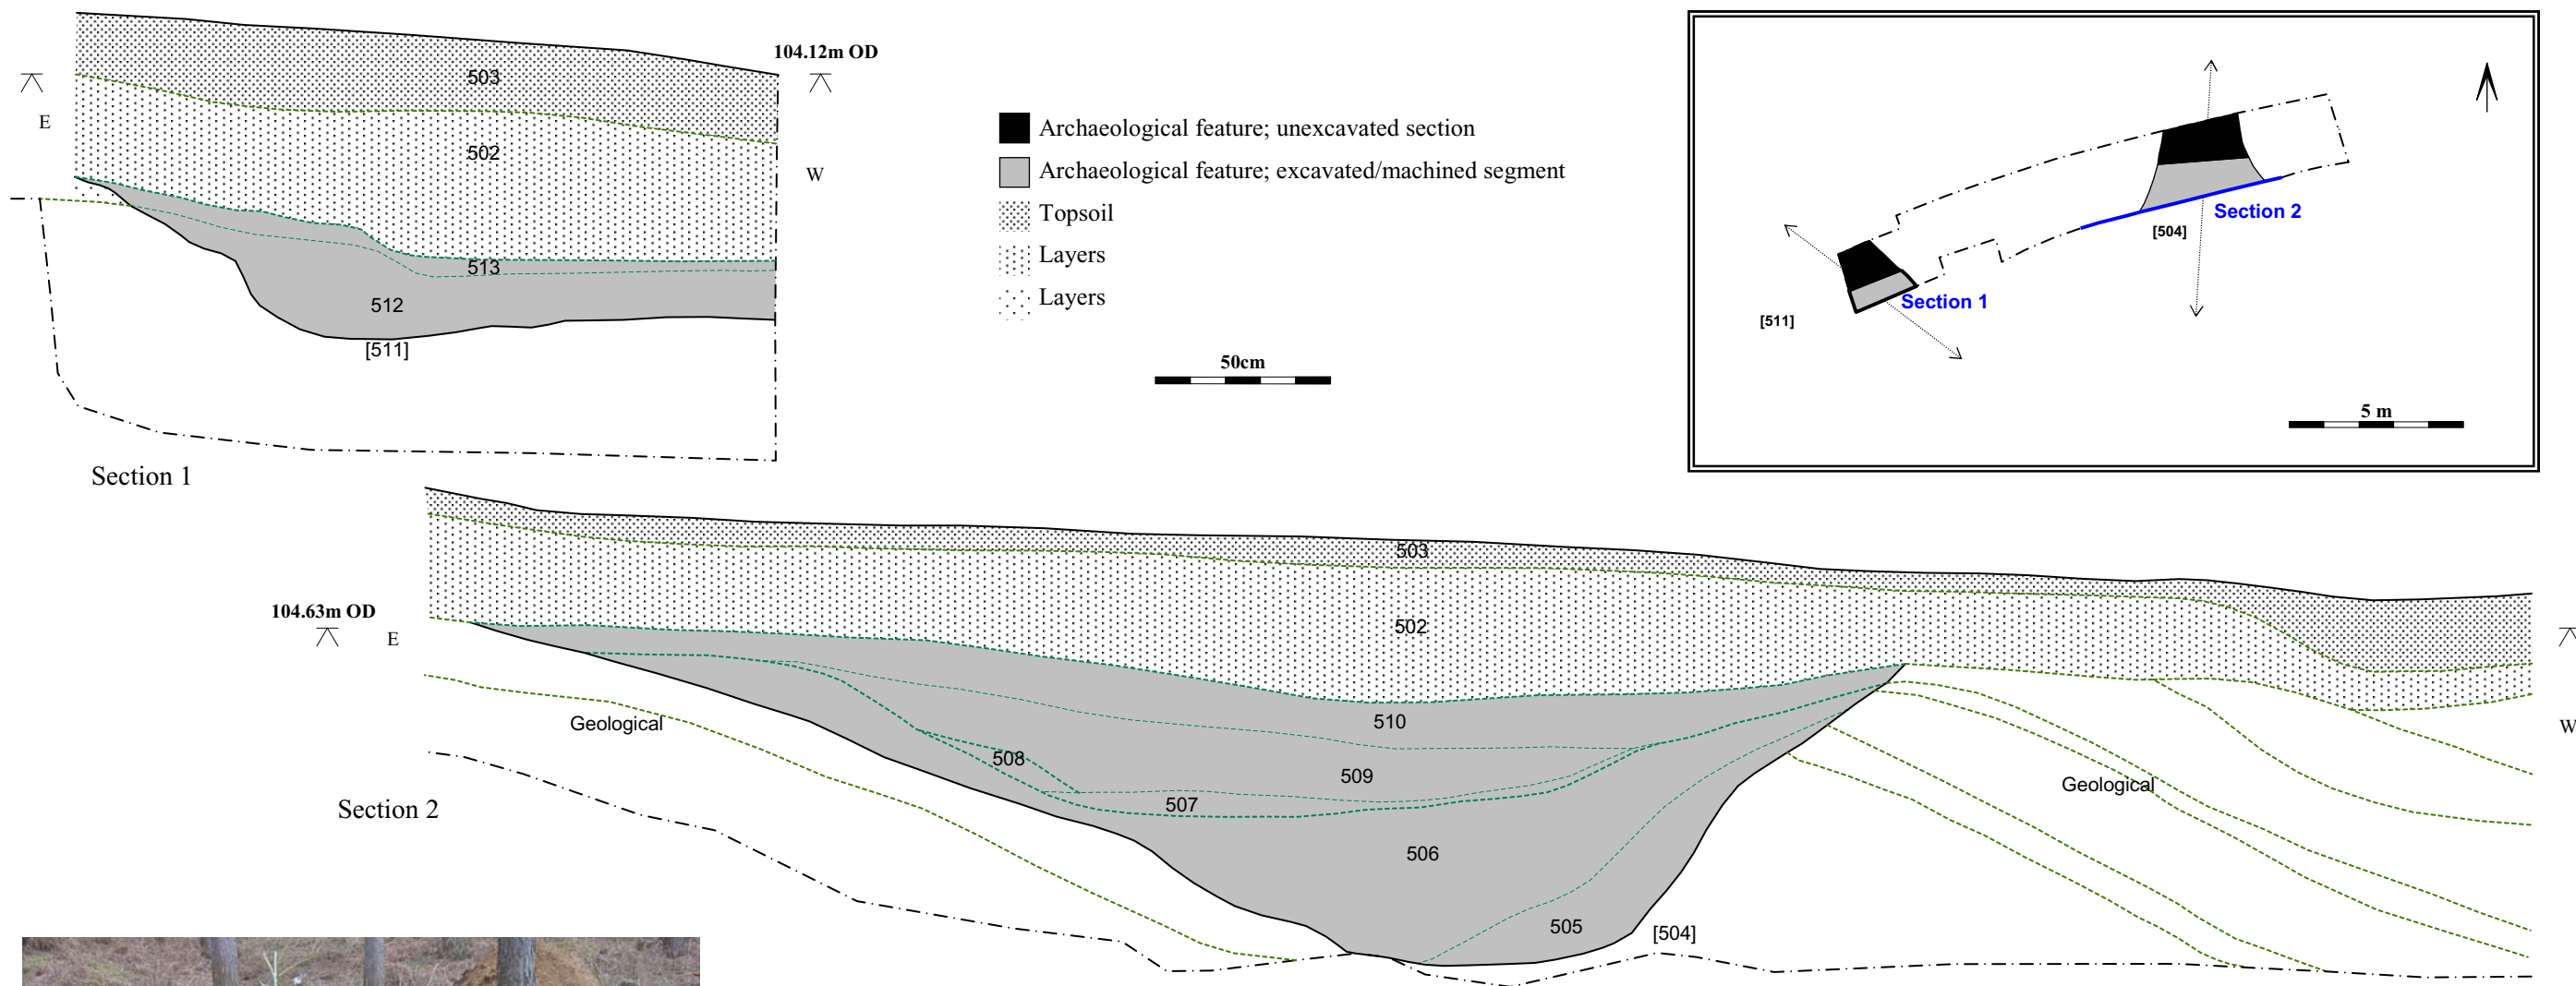 503
104.12m OD
E
502
W
513
512
[511]
Section 1
Archaeological feature; unexcavated section
Archaeological feature; excavated/machined segment
Topsoil
Layers
Layers
50cm
Section 2
[504]
Section 1
[511]
5 m
503
104.63m OD
E
502
W
Geological
510
508
509
Geological
507
Section 2
506
505
[504]